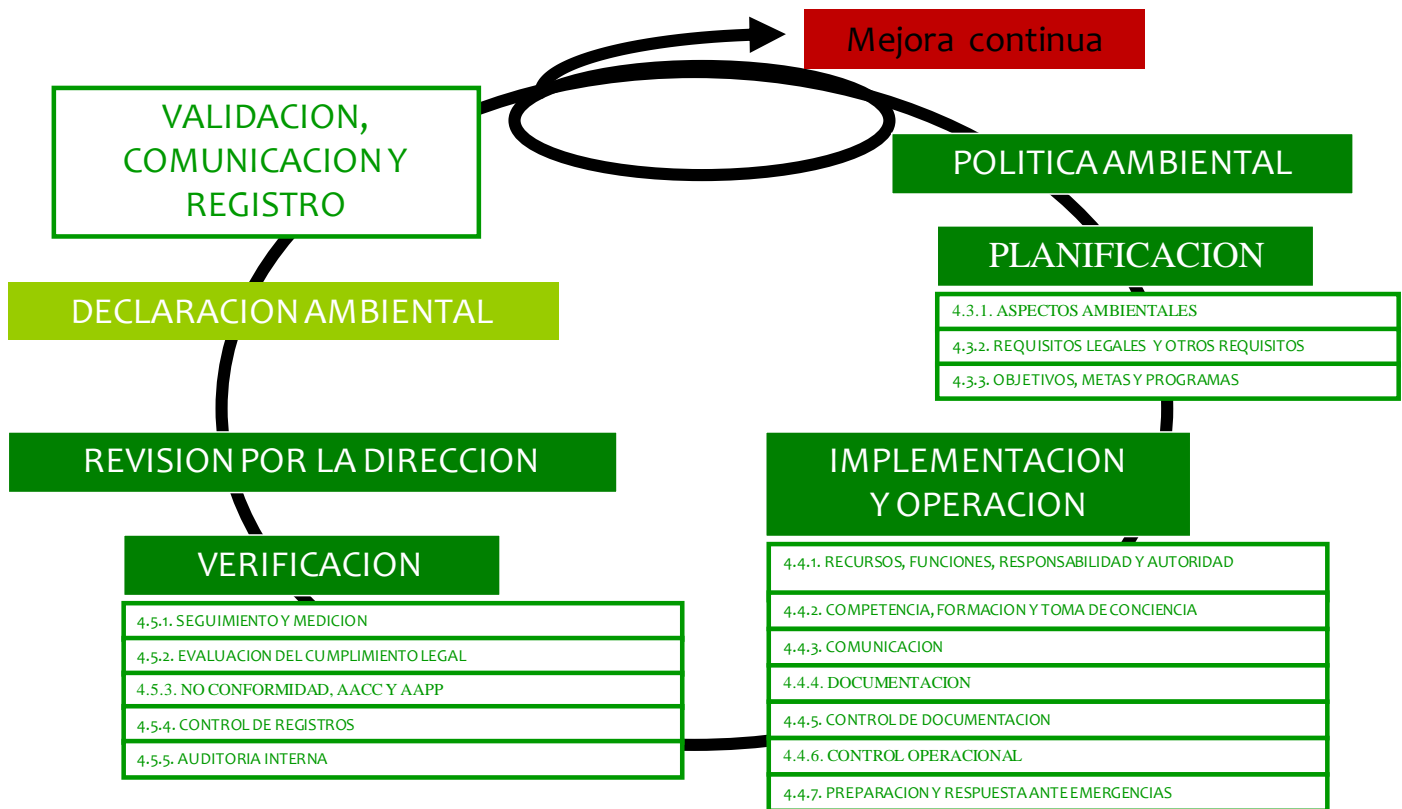 Mejora continua
VALIDACION,
COMUNICACION Y
REGISTRO
POLITICA AMBIENTAL
PLANIFICACION
4.3.1. ASPECTOS AMBIENTALES
4.3.2. REQUISITOS LEGALES Y OTROS REQUISITOS
4.3.3. OBJETIVOS, METAS Y PROGRAMAS
DECLARACION AMBIENTAL
REVISION POR LA DIRECCION
IMPLEMENTACION
Y OPERACION
4.4.1. RECURSOS, FUNCIONES, RESPONSABILIDAD Y AUTORIDAD
4.4.2. COMPETENCIA, FORMACION Y TOMA DE CONCIENCIA
4.4.3. COMUNICACION
4.4.4. DOCUMENTACION
4.4.5. CONTROL DE DOCUMENTACION
4.4.6. CONTROL OPERACIONAL
4.4.7. PREPARACION Y RESPUESTA ANTE EMERGENCIAS
VERIFICACION
4.5.1. SEGUIMIENTO Y MEDICION
4.5.2. EVALUACION DEL CUMPLIMIENTO LEGAL
4.5.3. NO CONFORMIDAD, AACC Y AAPP
4.5.4. CONTROL DE REGISTROS
4.5.5. AUDITORIA INTERNA